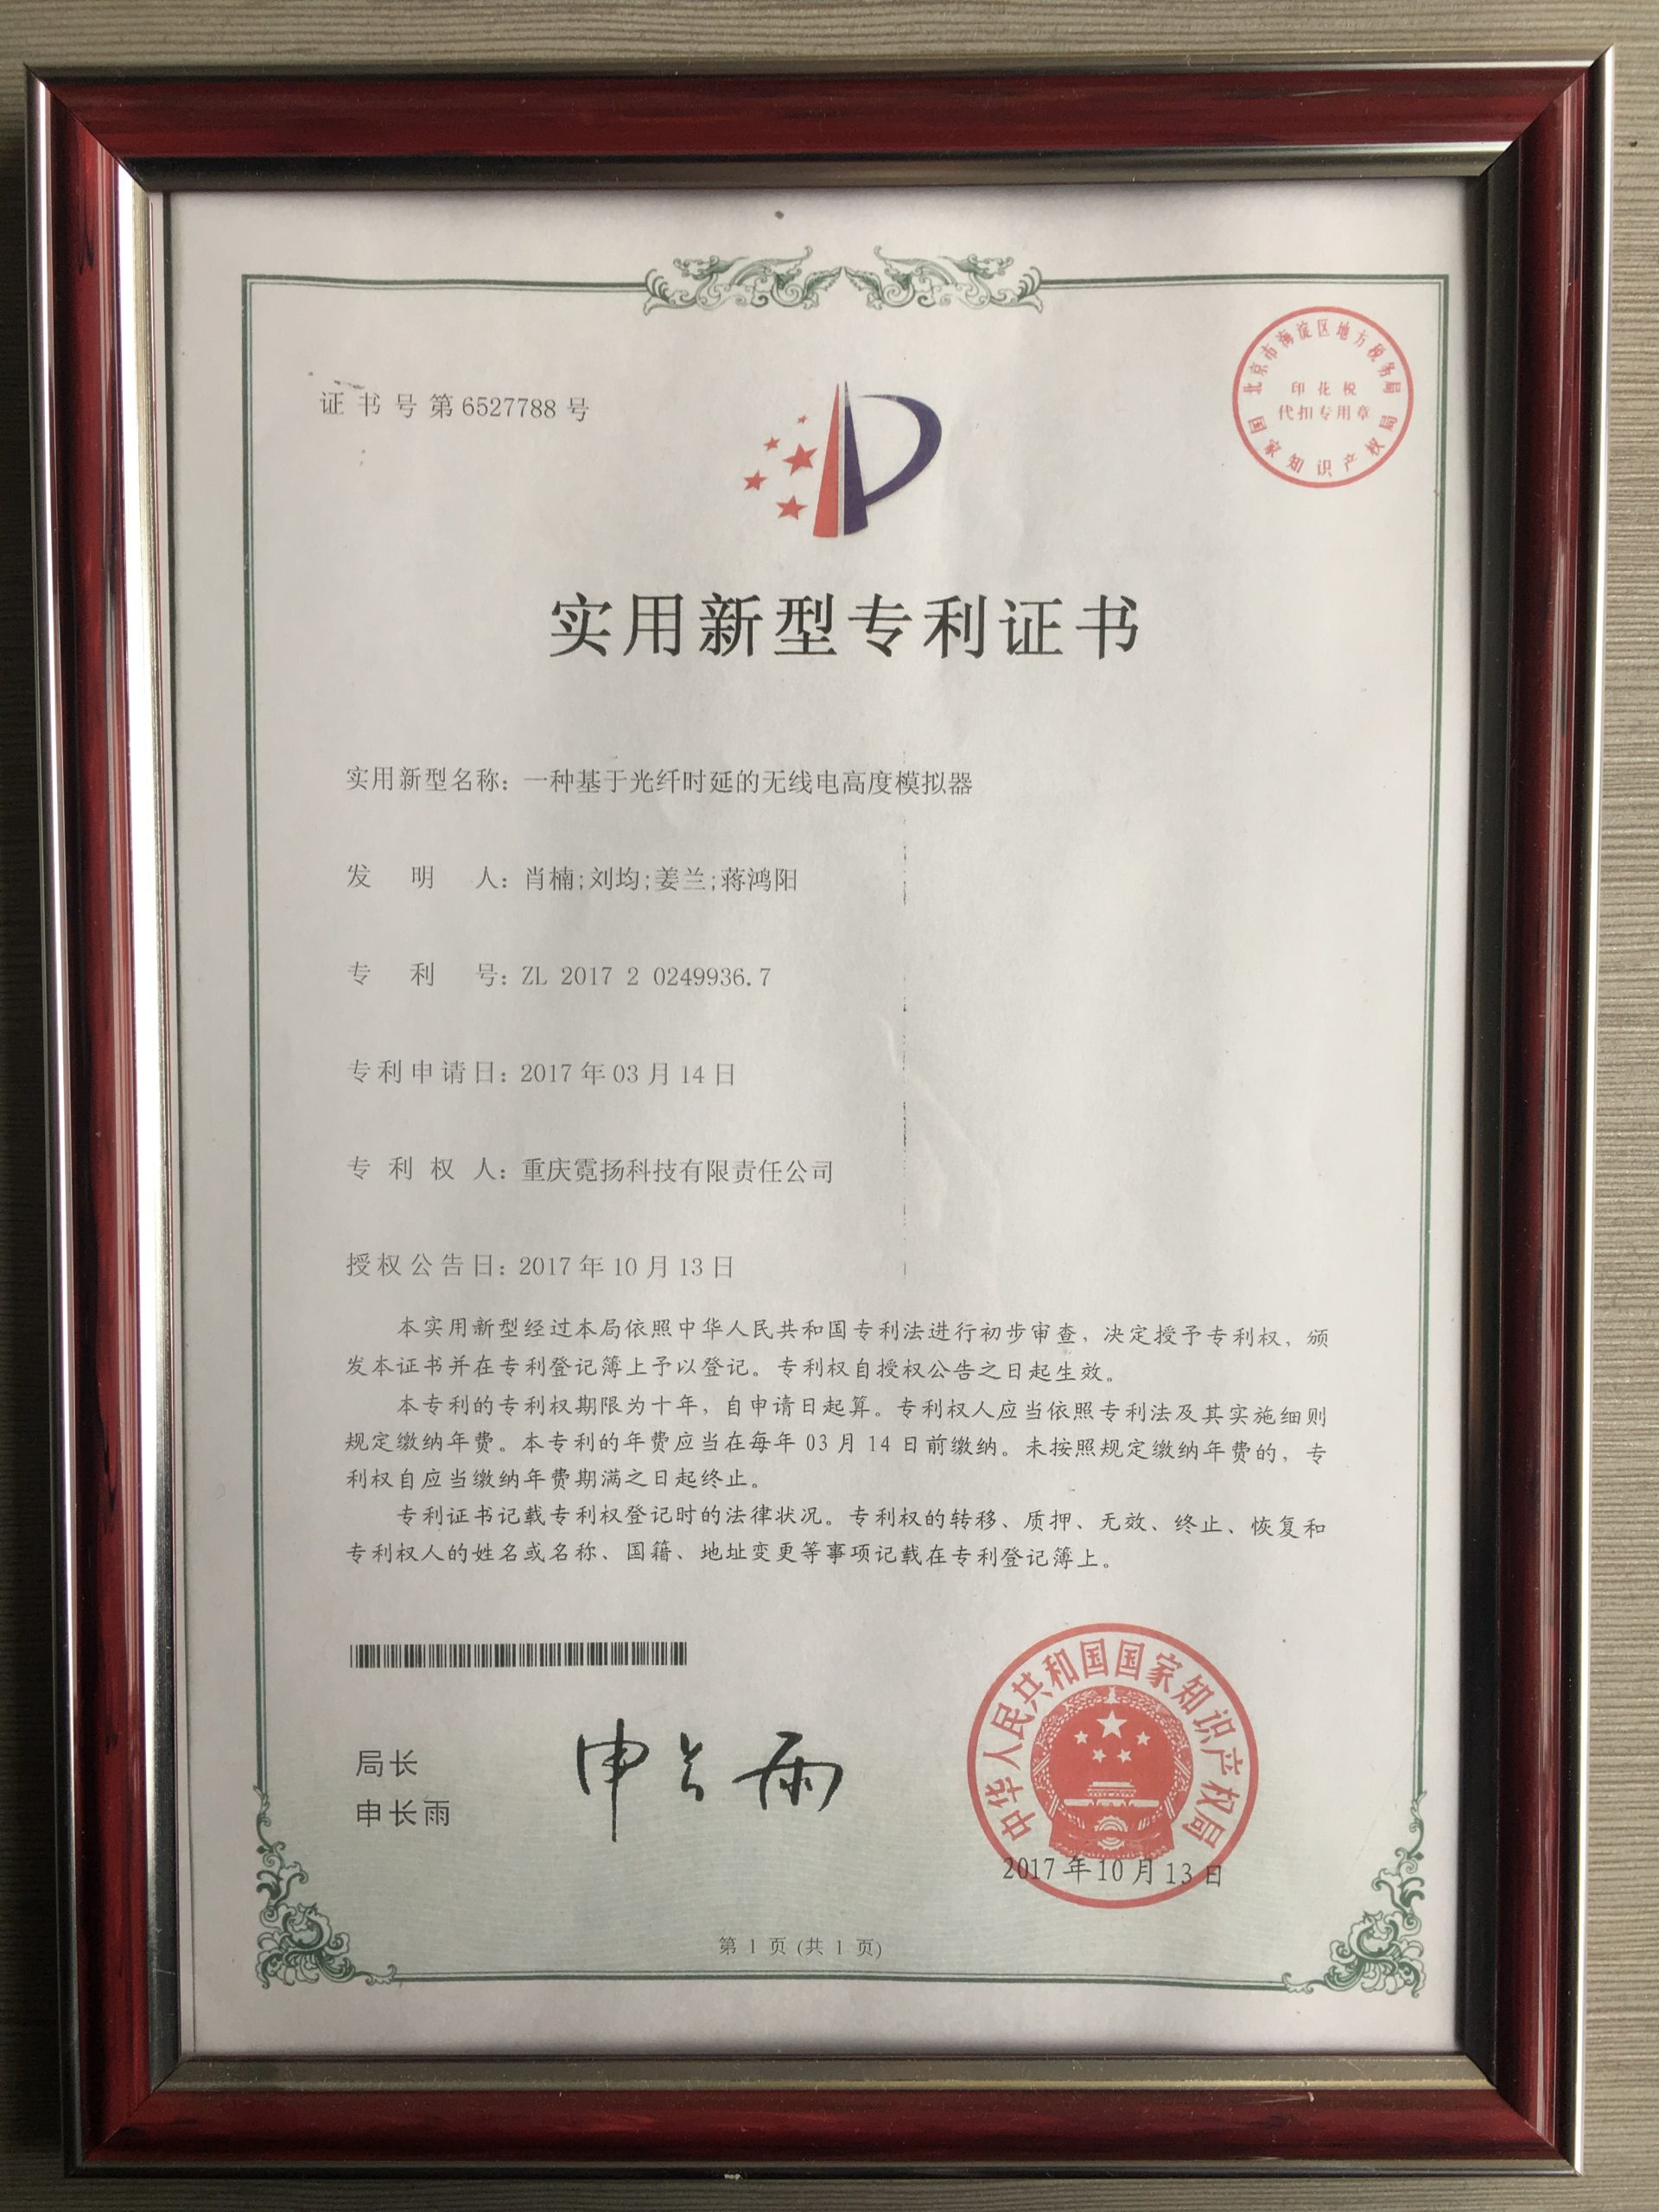 证书号第6527788号
北京市海淀区地方税务局
印花税
代扣专用章
国家知识产权局
实用新型专利证书
实用新型名称：一种基于光纤时延的无线电高度模拟器
发明人：肖楠;刘均;姜兰;蒋鸿阳
专利号：ZL 2017 2 0249936.7
专利申请日：2017年03月14日
专利权人：重庆霓扬科技有限责任公司
授权公告日：2017年10月13日
本实用新型经过本局依照中华人民共和国专利法进行初步审查，决定授予专利权，颁
发本证书并在专利登记簿上予以登记。专利权自授权公告之日起生效。
本专利的专利权期限为十年，自申请日起算。专利权人应当依照专利法及其实施细则
规定缴纳年费。本专利的年费应当在每年03月14日前缴纳。未按照规定缴纳年费的，专
利权自应当缴纳年费期满之日起终止。
专利证书记载专利权登记时的法律状况。专利权的转移、质押、无效、终止、恢复和
专利权人的姓名或名称、国籍、地址变更等事项记载在专利登记簿上。
局长
申长雨
申长雨
中华人民共和国国家知识产权局
2017年10月13日
第1页(共1页)